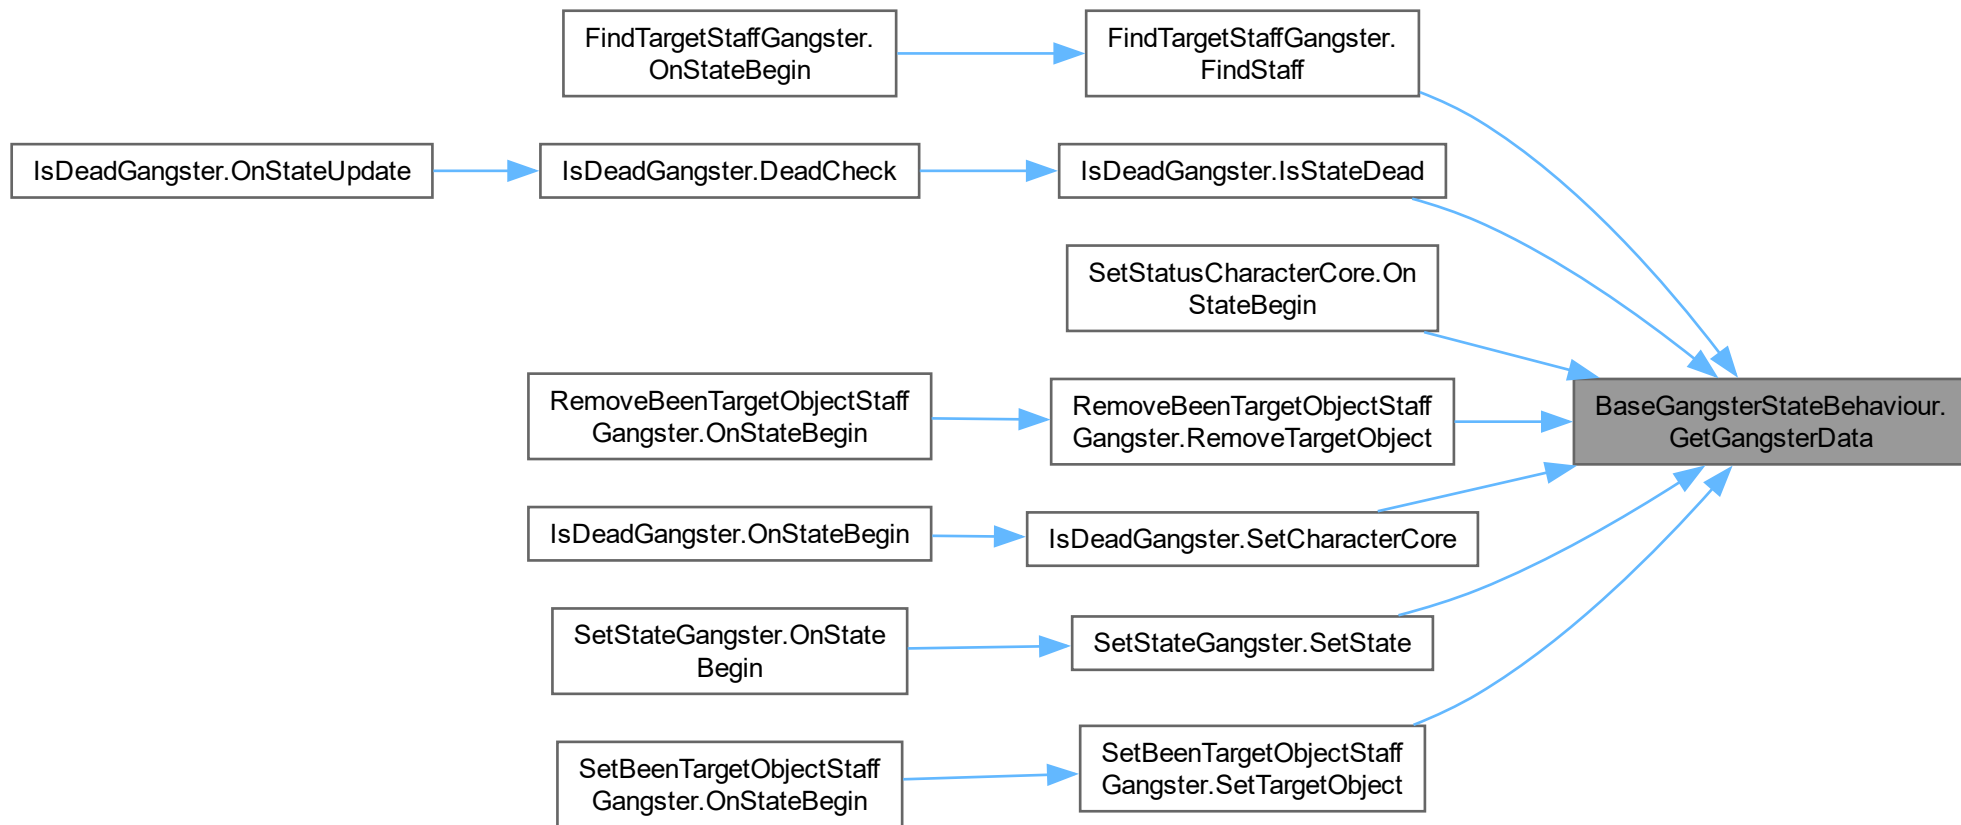 FindTargetStaffGangster.
OnStateBegin
FindTargetStaffGangster.
FindStaff
IsDeadGangster.OnStateUpdate
IsDeadGangster.DeadCheck
IsDeadGangster.IsStateDead
SetStatusCharacterCore.On
StateBegin
RemoveBeenTargetObjectStaff
Gangster.OnStateBegin
RemoveBeenTargetObjectStaff
Gangster.RemoveTargetObject
BaseGangsterStateBehaviour.
GetGangsterData
IsDeadGangster.OnStateBegin
IsDeadGangster.SetCharacterCore
SetStateGangster.OnState
Begin
SetStateGangster.SetState
SetBeenTargetObjectStaff
Gangster.OnStateBegin
SetBeenTargetObjectStaff
Gangster.SetTargetObject